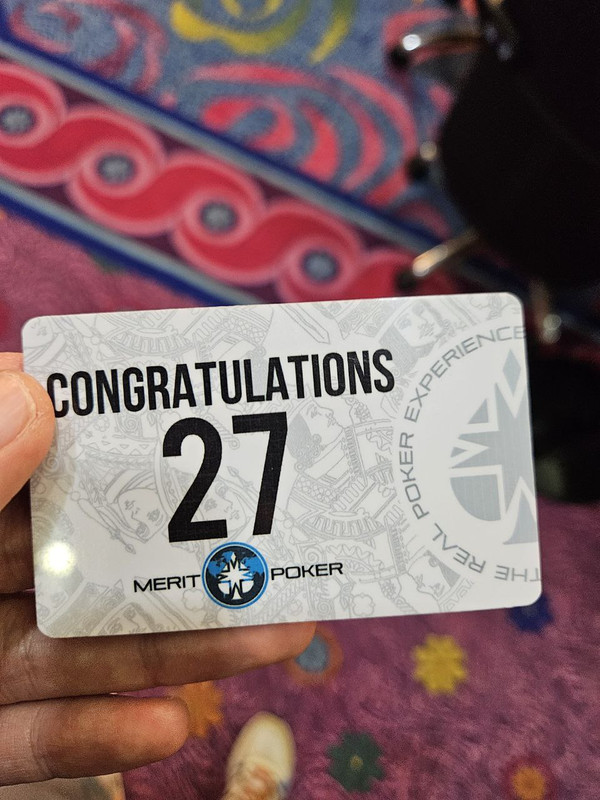 CONGRATULATIONS
27
MERIT POKER
THE REAL POKER EXPERIENCE